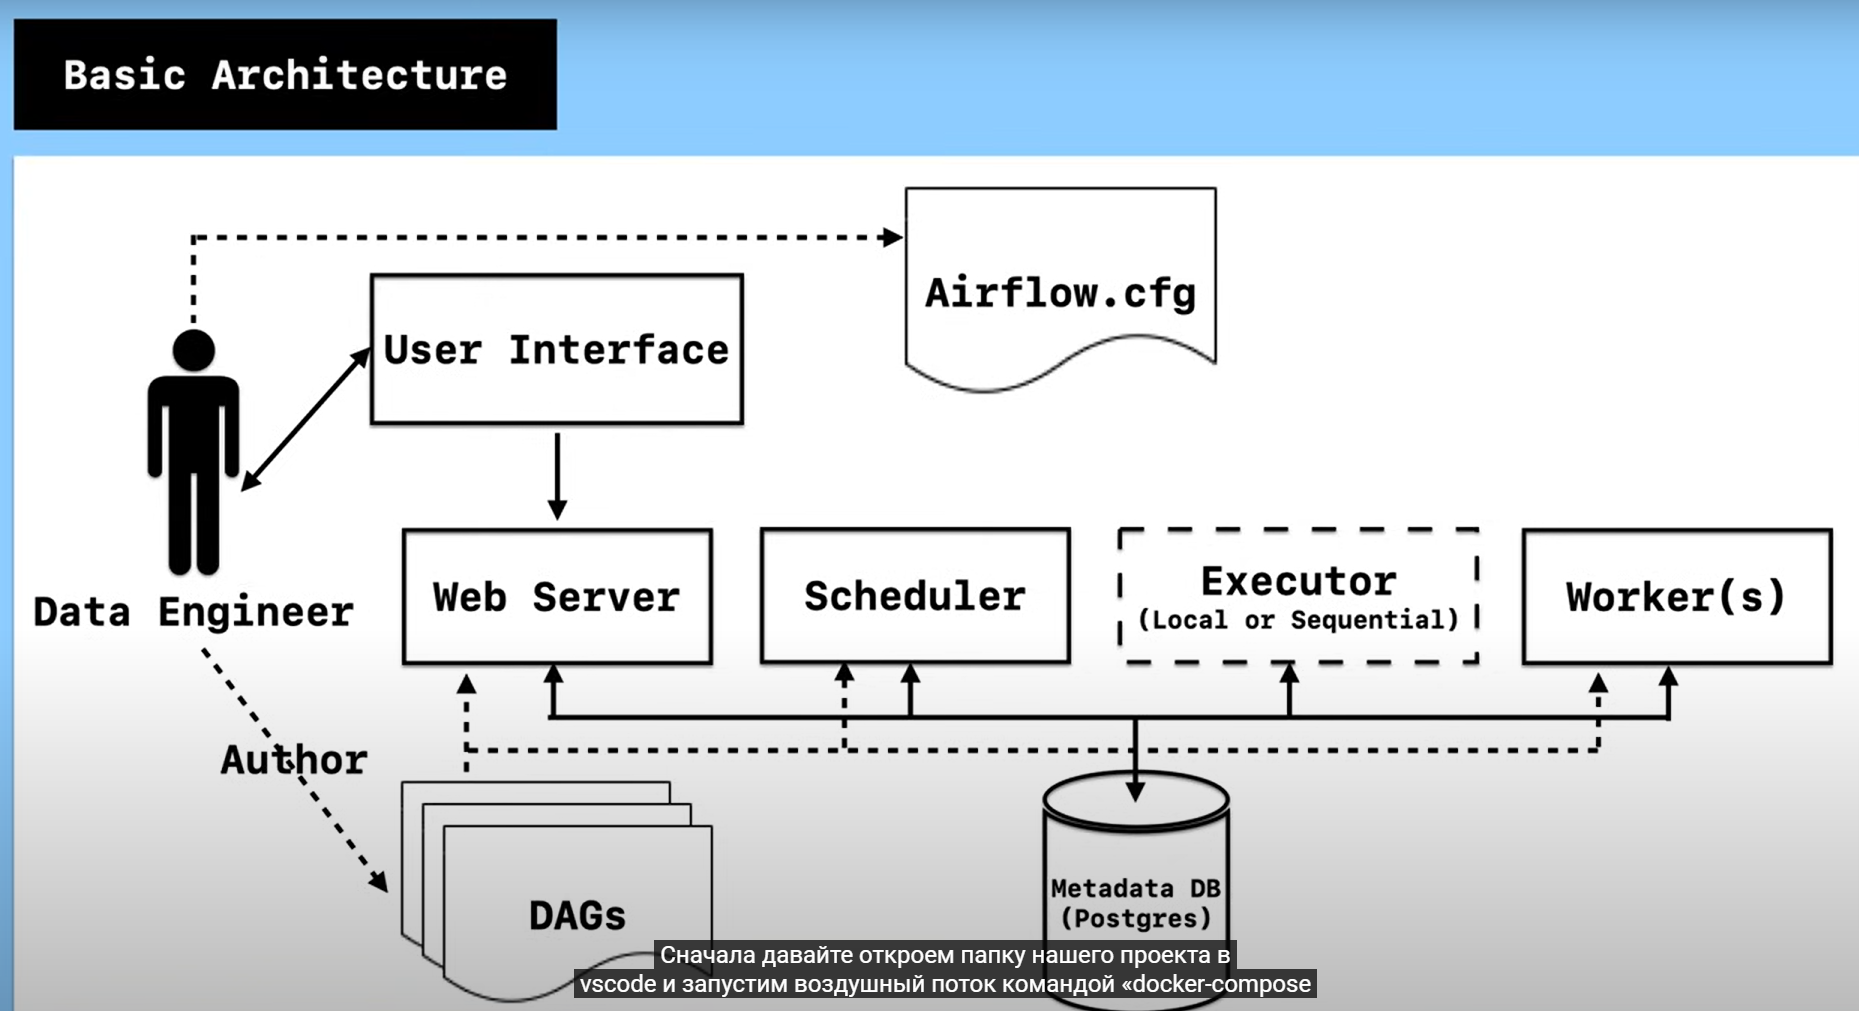 Basic Architecture
Airflow.cfg
User Interface
Web Server
Scheduler
Executor
(Local or Sequential)
Worker(s)
Data Engineer
Author
DAGs
Metadata DB
(Postgres)
Сначала давайте откроем папку нашего проекта в
vscode и запустим воздушный поток командой «docker-compose